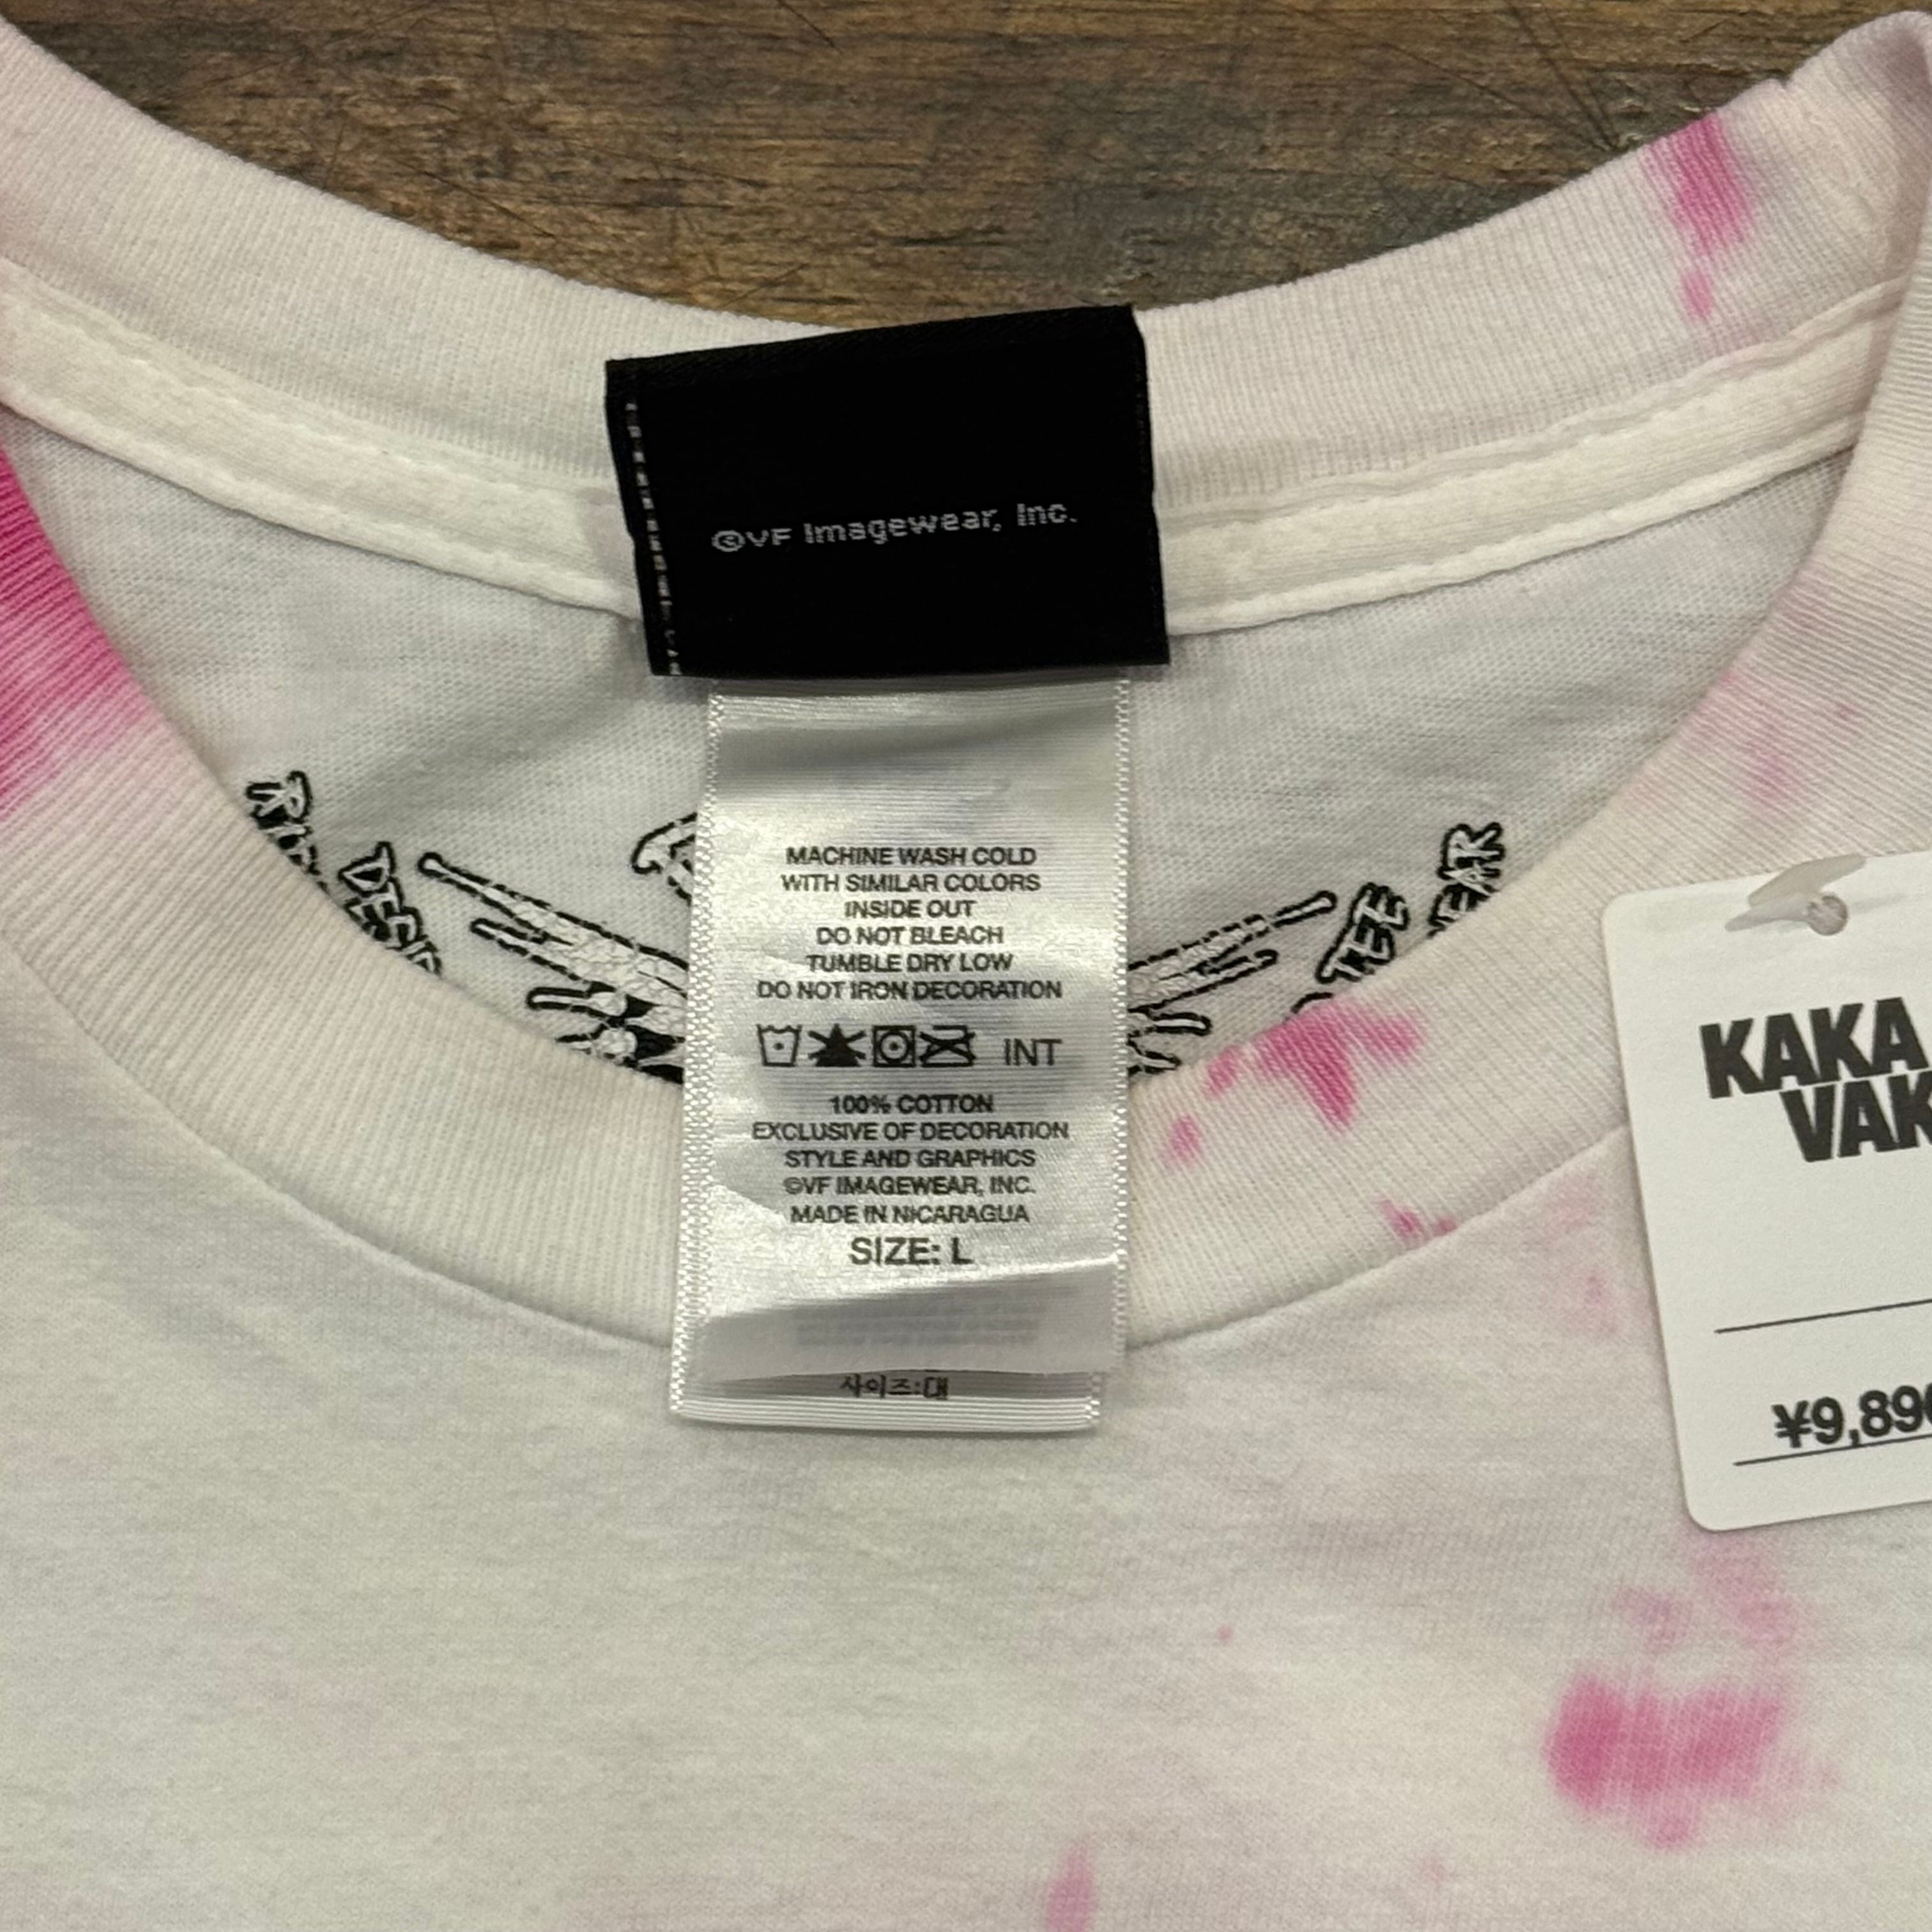 ©VF Imagewear, Inc.
MACHINE WASH COLD
WITH SIMILAR COLORS
INSIDE OUT
DO NOT BLEACH
TUMBLE DRY LOW
DO NOT IRON DECORATION
INT
100% COTTON
EXCLUSIVE OF DECORATION
STYLE AND GRAPHICS
©VF IMAGEWEAR, INC.
MADE IN NICARAGUA
SIZE: L
사이즈:대
KAKA
VAK
¥9,890